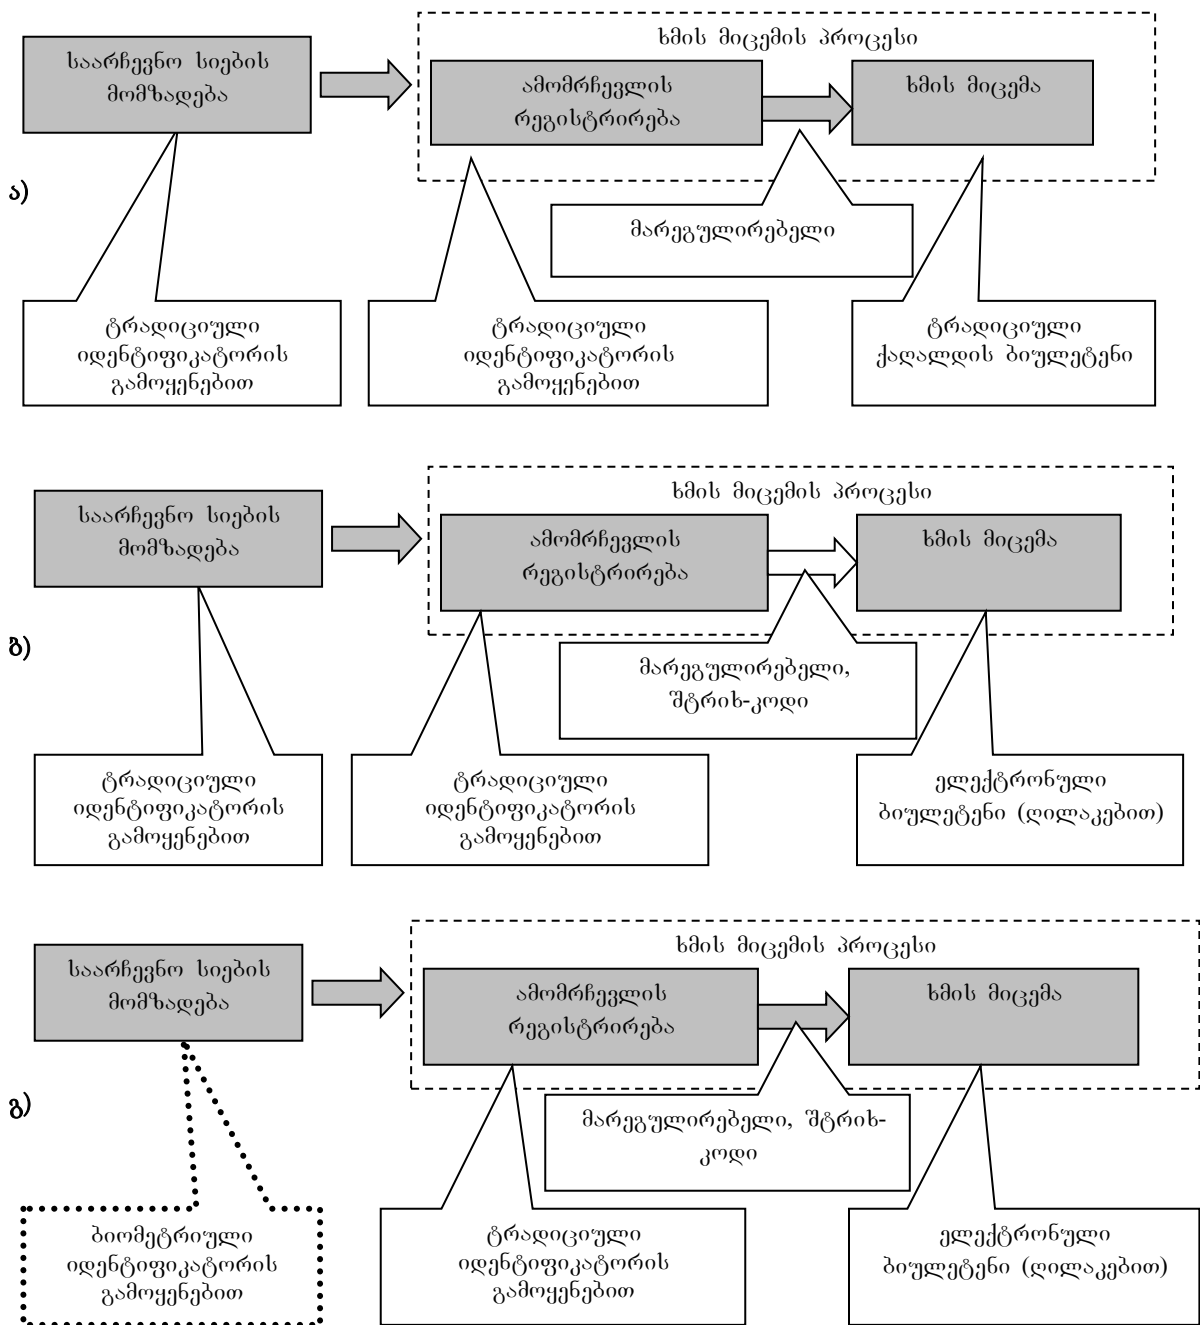 ხმის მიცემის პროცესი
საარჩევნო სიების
მომზადება
ამომრჩევლის
რეგისტრირება
ხმის მიცემა
ა)
მარეგულირებელი
ტრადიციული
იდენტიფიკატორის
გამოყენებით
ტრადიციული
იდენტიფიკატორის
გამოყენებით
ტრადიციული
ქაღალდის ბიულეტენი
ხმის მიცემის პროცესი
საარჩევნო სიების
მომზადება
ამომრჩევლის
რეგისტრირება
ხმის მიცემა
ბ)
მარეგულირებელი,
შტრიხ-კოდი
ტრადიციული
იდენტიფიკატორის
გამოყენებით
ტრადიციული
იდენტიფიკატორის
გამოყენებით
ელექტრონული
ბიულეტენი (ღილაკებით)
ხმის მიცემის პროცესი
საარჩევნო სიების
მომზადება
ამომრჩევლის
რეგისტრირება
ხმის მიცემა
გ)
მარეგულირებელი, შტრიხ-
კოდი
ბიომეტრიული
იდენტიფიკატორის
გამოყენებით
ტრადიციული
იდენტიფიკატორის
გამოყენებით
ელექტრონული
ბიულეტენი (ღილაკებით)